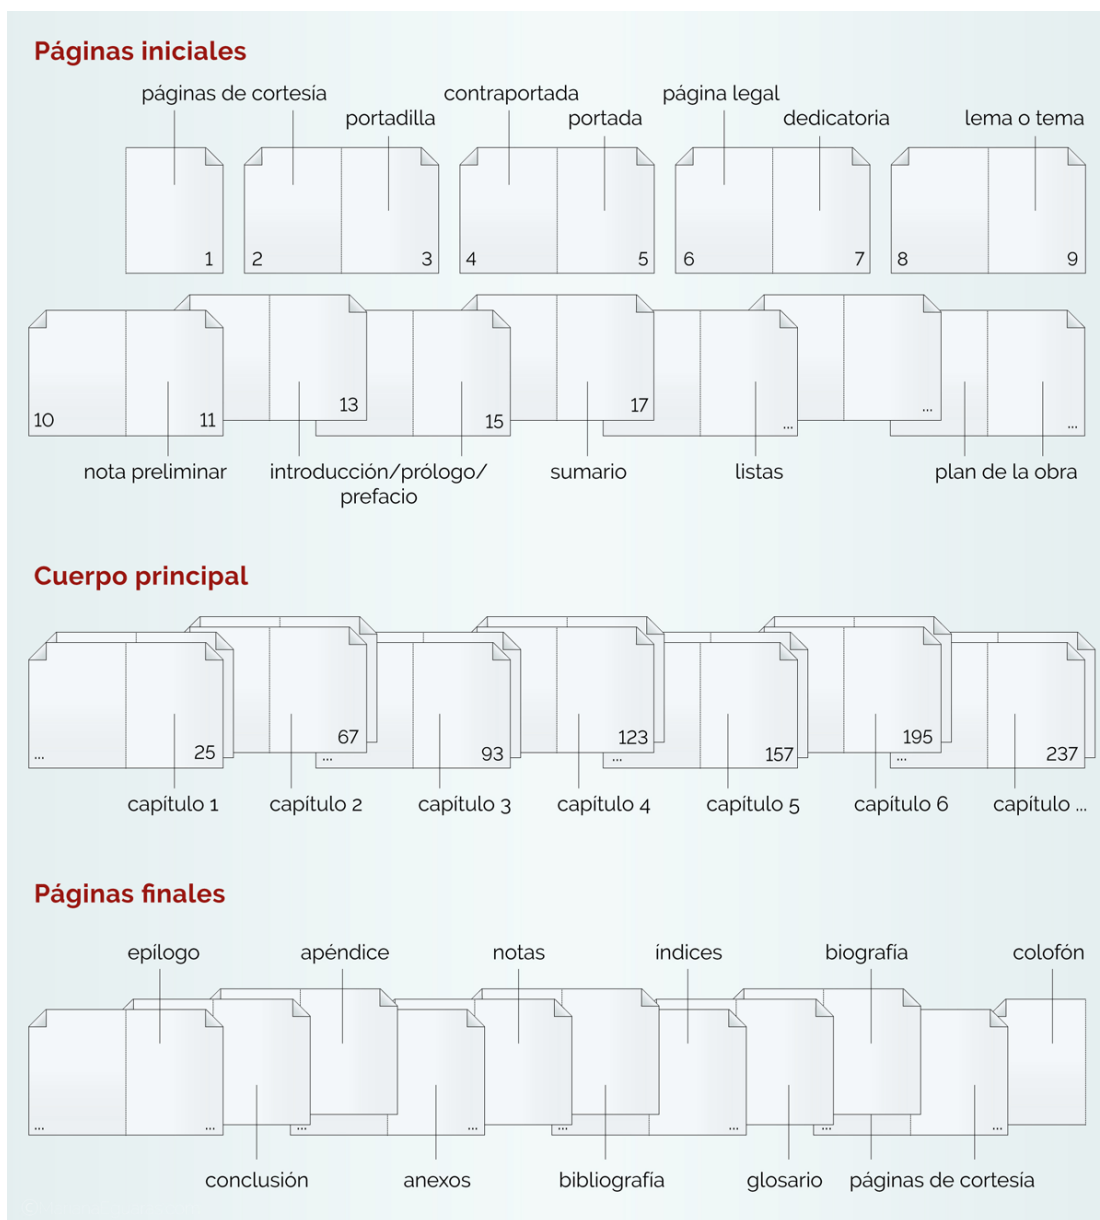 Páginas iniciales
páginas de cortesía
contraportada
página legal
portadilla
portada
dedicatoria
lema o tema
1
2
3
4
5
6
7
8
9
10
11
13
15
17
...
...
...
nota preliminar
introducción/prólogo/
prefacio
sumario
listas
plan de la obra
Cuerpo principal
...
25
67
...
93
123
...
157
195
...
237
capítulo 1
capítulo 2
capítulo 3
capítulo 4
capítulo 5
capítulo 6
capítulo ...
Páginas finales
epílogo
apéndice
notas
índices
biografía
colofón
...
...
...
...
...
...
...
conclusión
anexos
bibliografía
glosario
páginas de cortesía